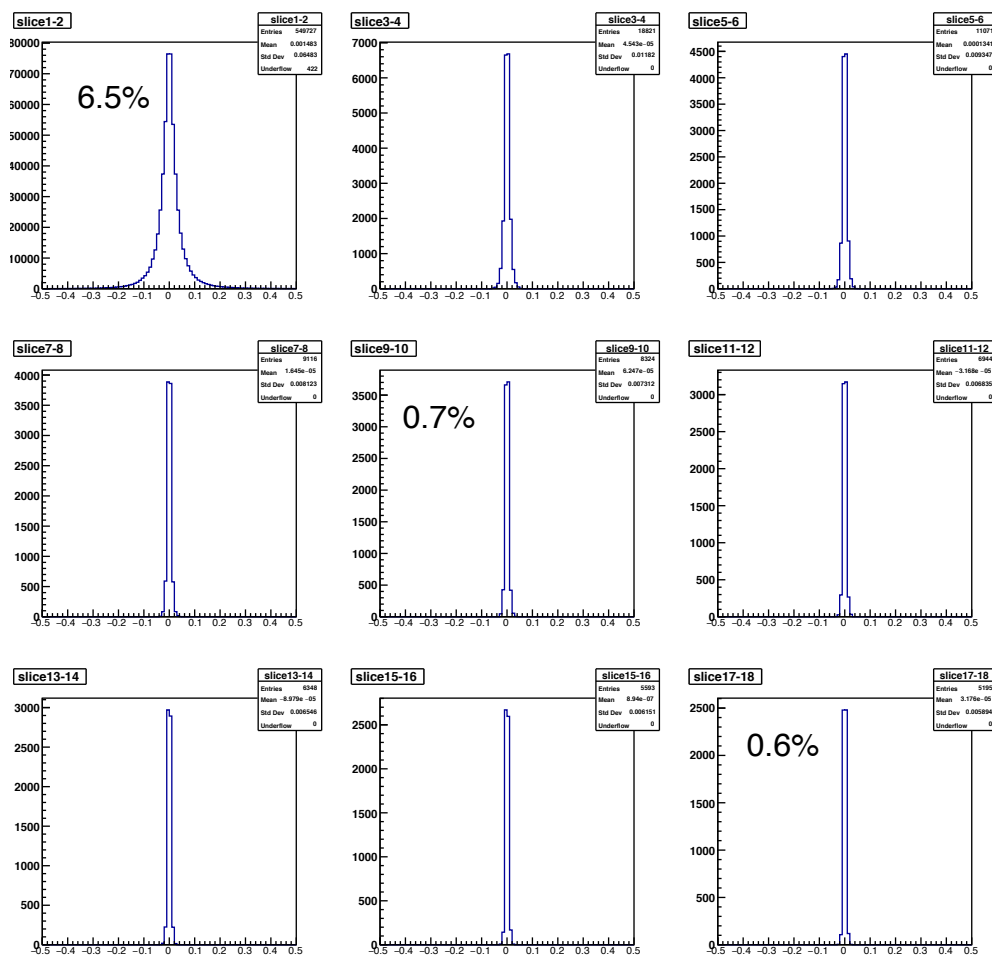 slice1-2
slice1-2
Entries 549727
Mean 0.001483
Std Dev 0.06483
Underflow 422
80000
70000
60000
50000
40000
30000
20000
10000
0
6.5%
−0.5 −0.4 −0.3 −0.2 −0.1 0 0.1 0.2 0.3 0.4 0.5
slice3-4
slice3-4
Entries 18821
Mean 4.543e-05
Std Dev 0.01182
Underflow 0
7000
6000
5000
4000
3000
2000
1000
0
−0.5 −0.4 −0.3 −0.2 −0.1 0 0.1 0.2 0.3 0.4 0.5
slice5-6
slice5-6
Entries 11071
Mean 0.0001341
Std Dev 0.009347
Underflow 0
4500
4000
3500
3000
2500
2000
1500
1000
500
0
−0.5 −0.4 −0.3 −0.2 −0.1 0 0.1 0.2 0.3 0.4 0.5
slice7-8
slice7-8
Entries 9116
Mean 1.645e-05
Std Dev 0.008123
Underflow 0
4000
3500
3000
2500
2000
1500
1000
500
0
−0.5 −0.4 −0.3 −0.2 −0.1 0 0.1 0.2 0.3 0.4 0.5
slice9-10
slice9-10
Entries 8324
Mean 6.247e-05
Std Dev 0.007312
Underflow 0
3500
3000
2500
2000
1500
1000
500
0
0.7%
−0.5 −0.4 −0.3 −0.2 −0.1 0 0.1 0.2 0.3 0.4 0.5
slice11-12
slice11-12
Entries 6944
Mean −3.168e -05
Std Dev 0.006835
Underflow 0
3000
2500
2000
1500
1000
500
0
−0.5 −0.4 −0.3 −0.2 −0.1 0 0.1 0.2 0.3 0.4 0.5
slice13-14
slice13-14
Entries 6348
Mean −8.979e -05
Std Dev 0.006546
Underflow 0
3000
2500
2000
1500
1000
500
0
−0.5 −0.4 −0.3 −0.2 −0.1 0 0.1 0.2 0.3 0.4 0.5
slice15-16
slice15-16
Entries 5593
Mean 8.94e-07
Std Dev 0.006151
Underflow 0
2500
2000
1500
1000
500
0
−0.5 −0.4 −0.3 −0.2 −0.1 0 0.1 0.2 0.3 0.4 0.5
slice17-18
slice17-18
Entries 5195
Mean 3.176e-05
Std Dev 0.005894
Underflow 0
2500
2000
1500
1000
500
0
0.6%
−0.5 −0.4 −0.3 −0.2 −0.1 0 0.1 0.2 0.3 0.4 0.5